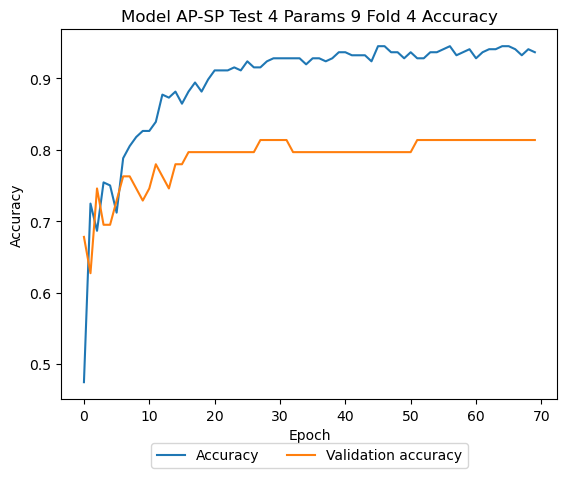 Model AP-SP Test 4 Params 9 Fold 4 Accuracy
Accuracy
0.9
0.8
0.7
0.6
0.5
0 10 20 30 40 50 60 70
Epoch
Accuracy Validation accuracy